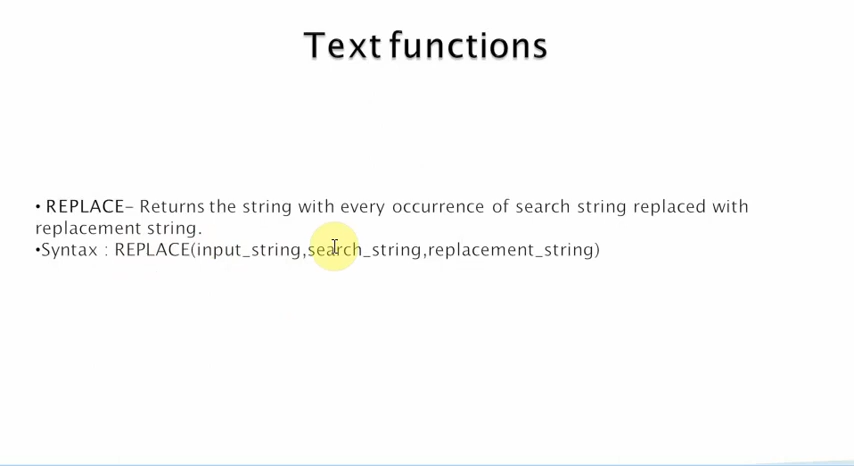 Text functions
• REPLACE- Returns the string with every occurrence of search string replaced with
replacement string.
•Syntax : REPLACE(input_string,search_string,replacement_string)